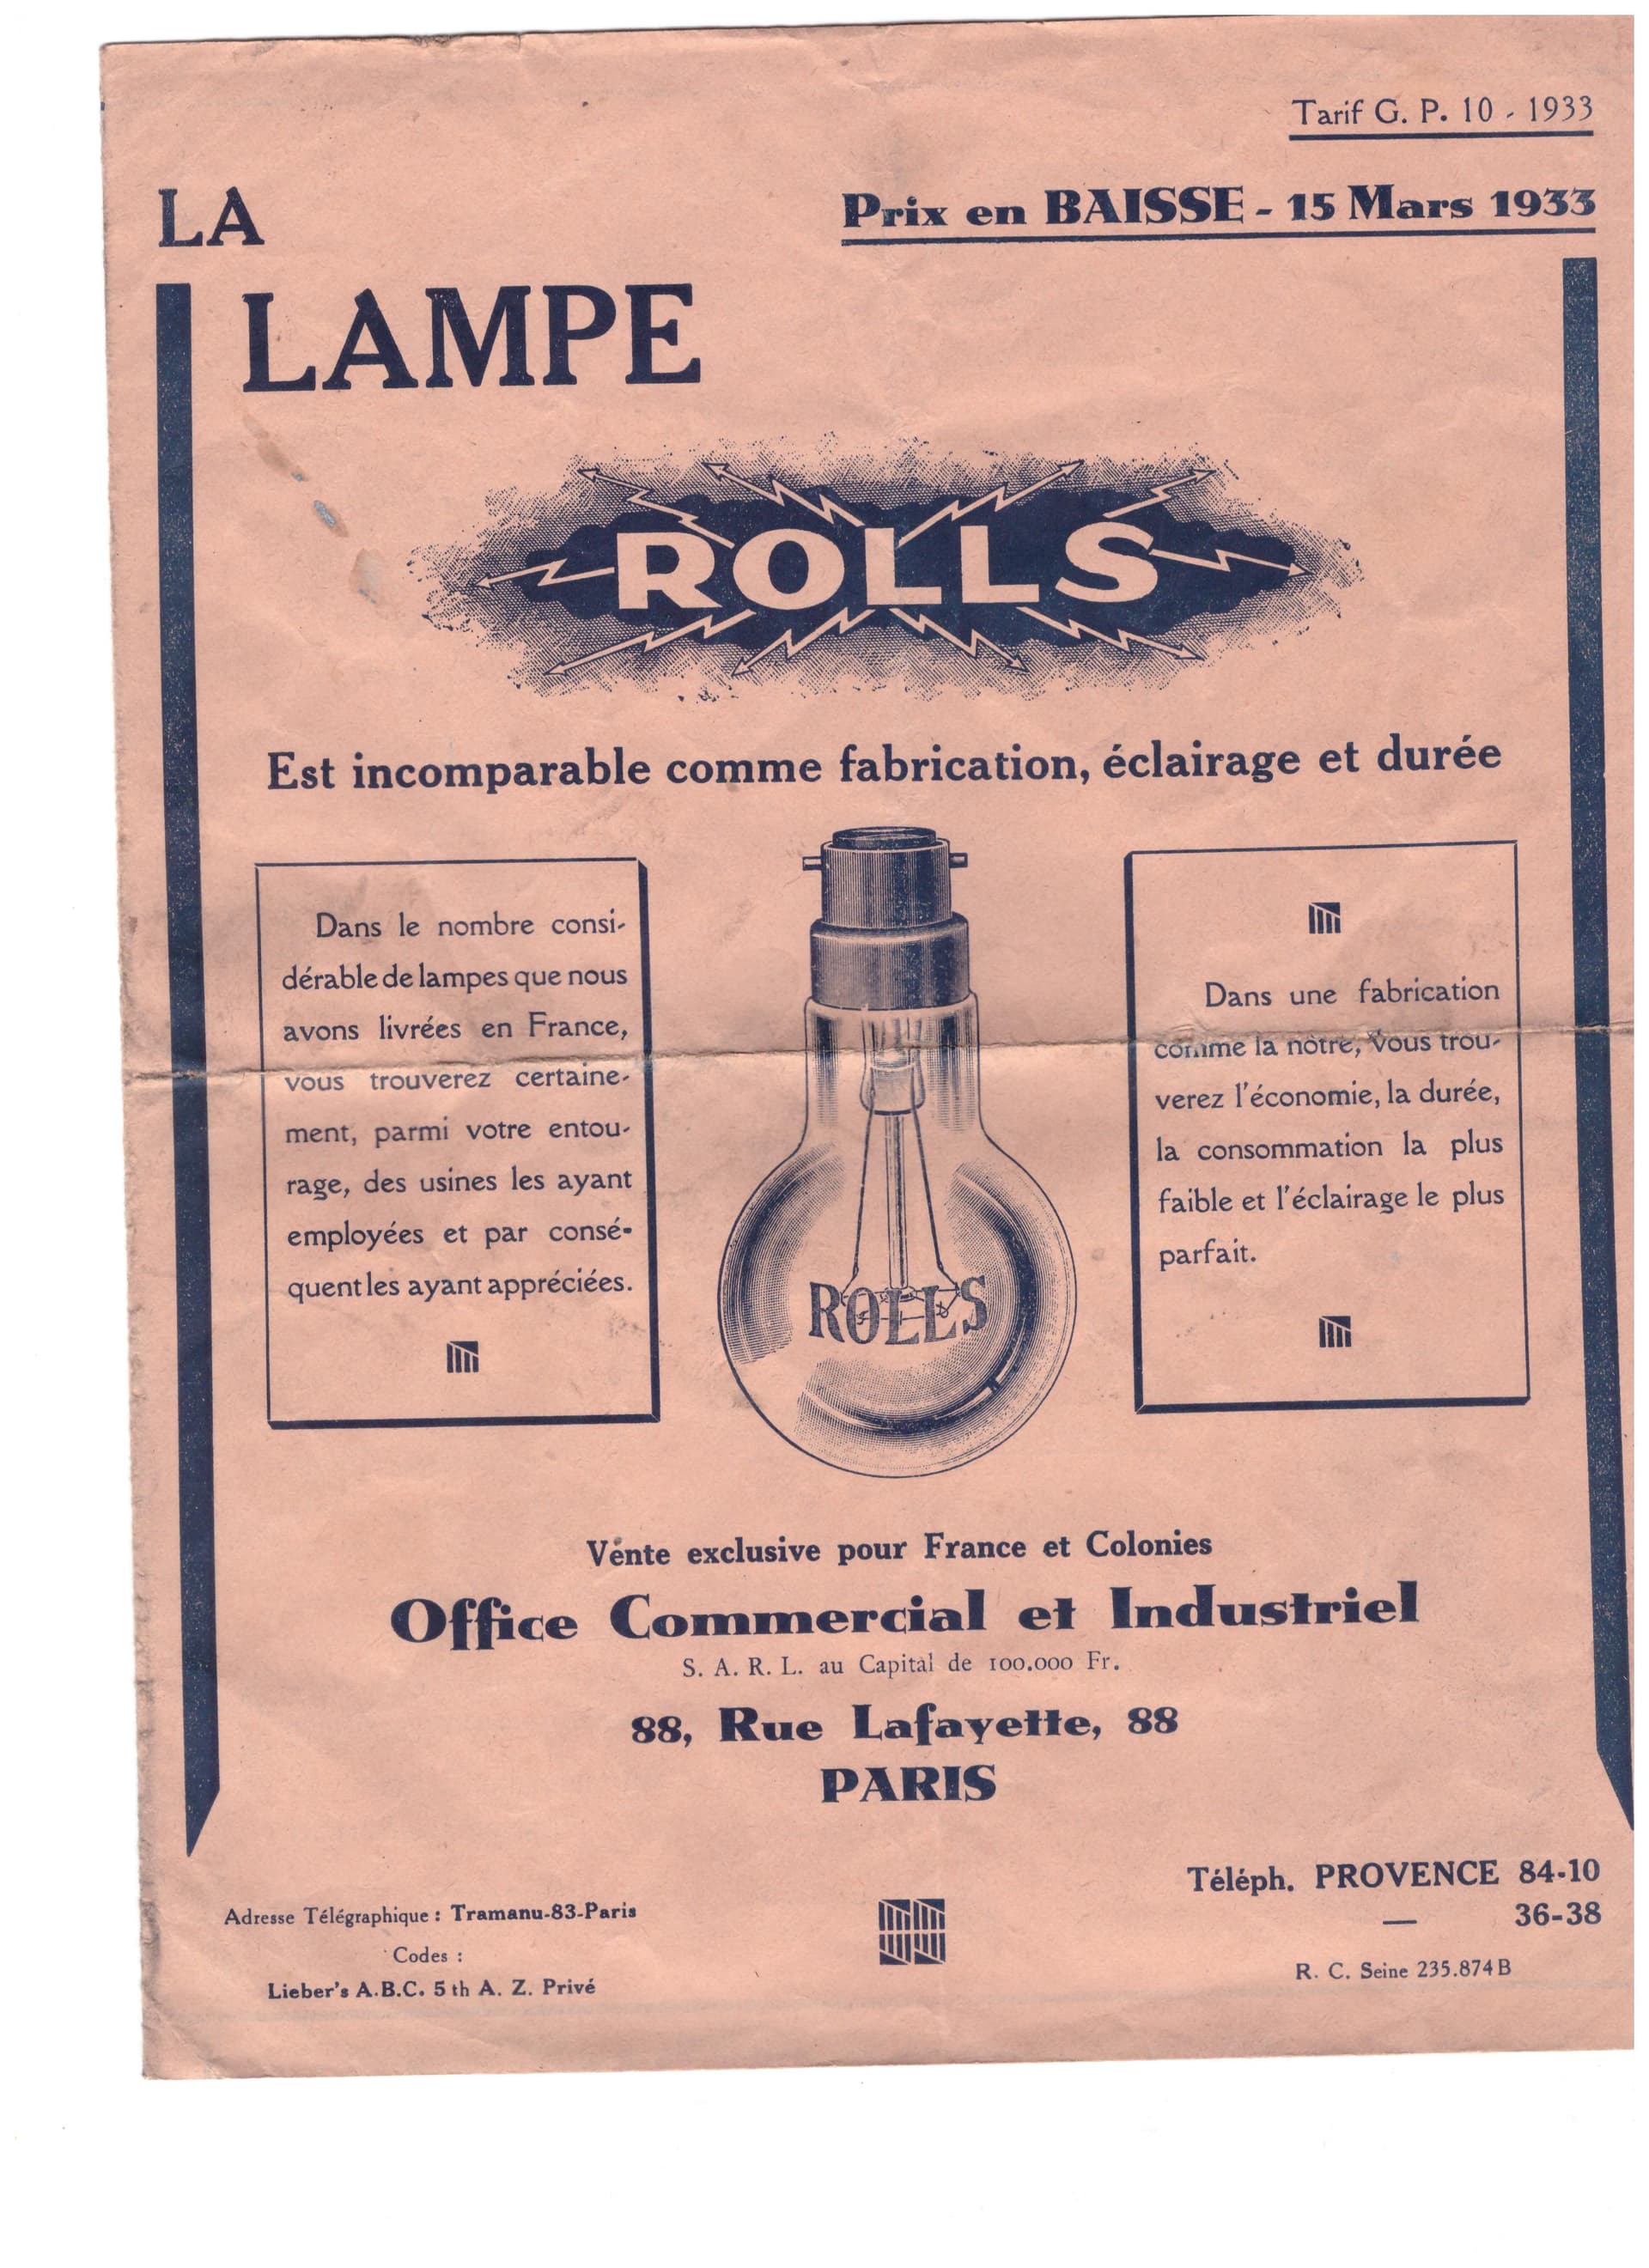 Tarif G. P. 10 - 1933
LA
Prix en BAISSE - 15 Mars 1933
LAMPE
ROLLS
Est incomparable comme fabrication, éclairage et durée
Dans le nombre consi-
dérable de lampes que nous
avons livrées en France,
vous trouverez certaine-
ment, parmi votre entou-
rage, des usines les ayant
employées et par consé-
quent les ayant appréciées.
ROLLS
Dans une fabrication
comme la nôtre, vous trou-
verez l'économie, la durée,
la consommation la plus
faible et l'éclairage le plus
parfait.
Vente exclusive pour France et Colonies
Office Commercial et Industriel
S. A. R. L. au Capital de 100.000 Fr.
88, Rue Lafayette, 88
PARIS
Adresse Télégraphique : Tramanu-83-Paris
Codes :
Lieber's A.B.C. 5 th A. Z. Privé
Téléph. PROVENCE 84-10
— 36-38
R. C. Seine 235.874 B